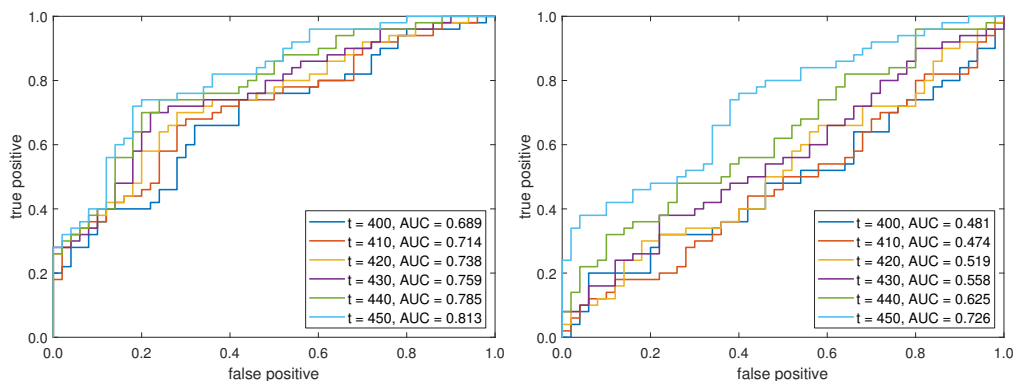 1.0
0.8
0.6
0.4
0.2
0.0
true positive
0.0 0.2 0.4 0.6 0.8 1.0
false positive
t = 400, AUC = 0.689
t = 410, AUC = 0.714
t = 420, AUC = 0.738
t = 430, AUC = 0.759
t = 440, AUC = 0.785
t = 450, AUC = 0.813
1.0
0.8
0.6
0.4
0.2
0.0
true positive
0.0 0.2 0.4 0.6 0.8 1.0
false positive
t = 400, AUC = 0.481
t = 410, AUC = 0.474
t = 420, AUC = 0.519
t = 430, AUC = 0.558
t = 440, AUC = 0.625
t = 450, AUC = 0.726